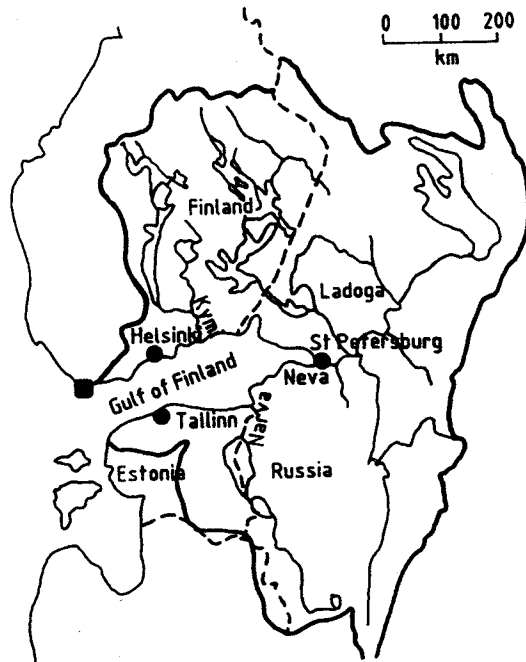 0 100 200
km
Finland
Ladoga
Kymi
Helsinki
St Petersburg
Gulf of Finland
Neva
Tallinn
Narva
Estonia
Russia